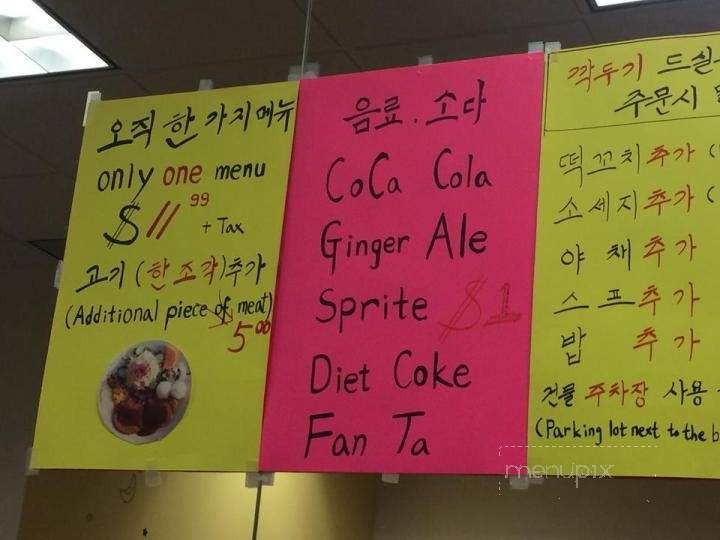 오직 한 가지 메뉴
only one menu
$11.99 + Tax
고기 (한 조각) 추가
(Additional piece of meat)
$5.00
음료. 소다
CoCa Cola
Ginger Ale
Sprite $1
Diet Coke
Fan Ta
깍두기 드실
주문시
떡꼬치 추가 (
소세지 추가 (
야채 추가
스프 추가
밥 추가
건물 주차장 사용
(Parking lot next to the b
menupix